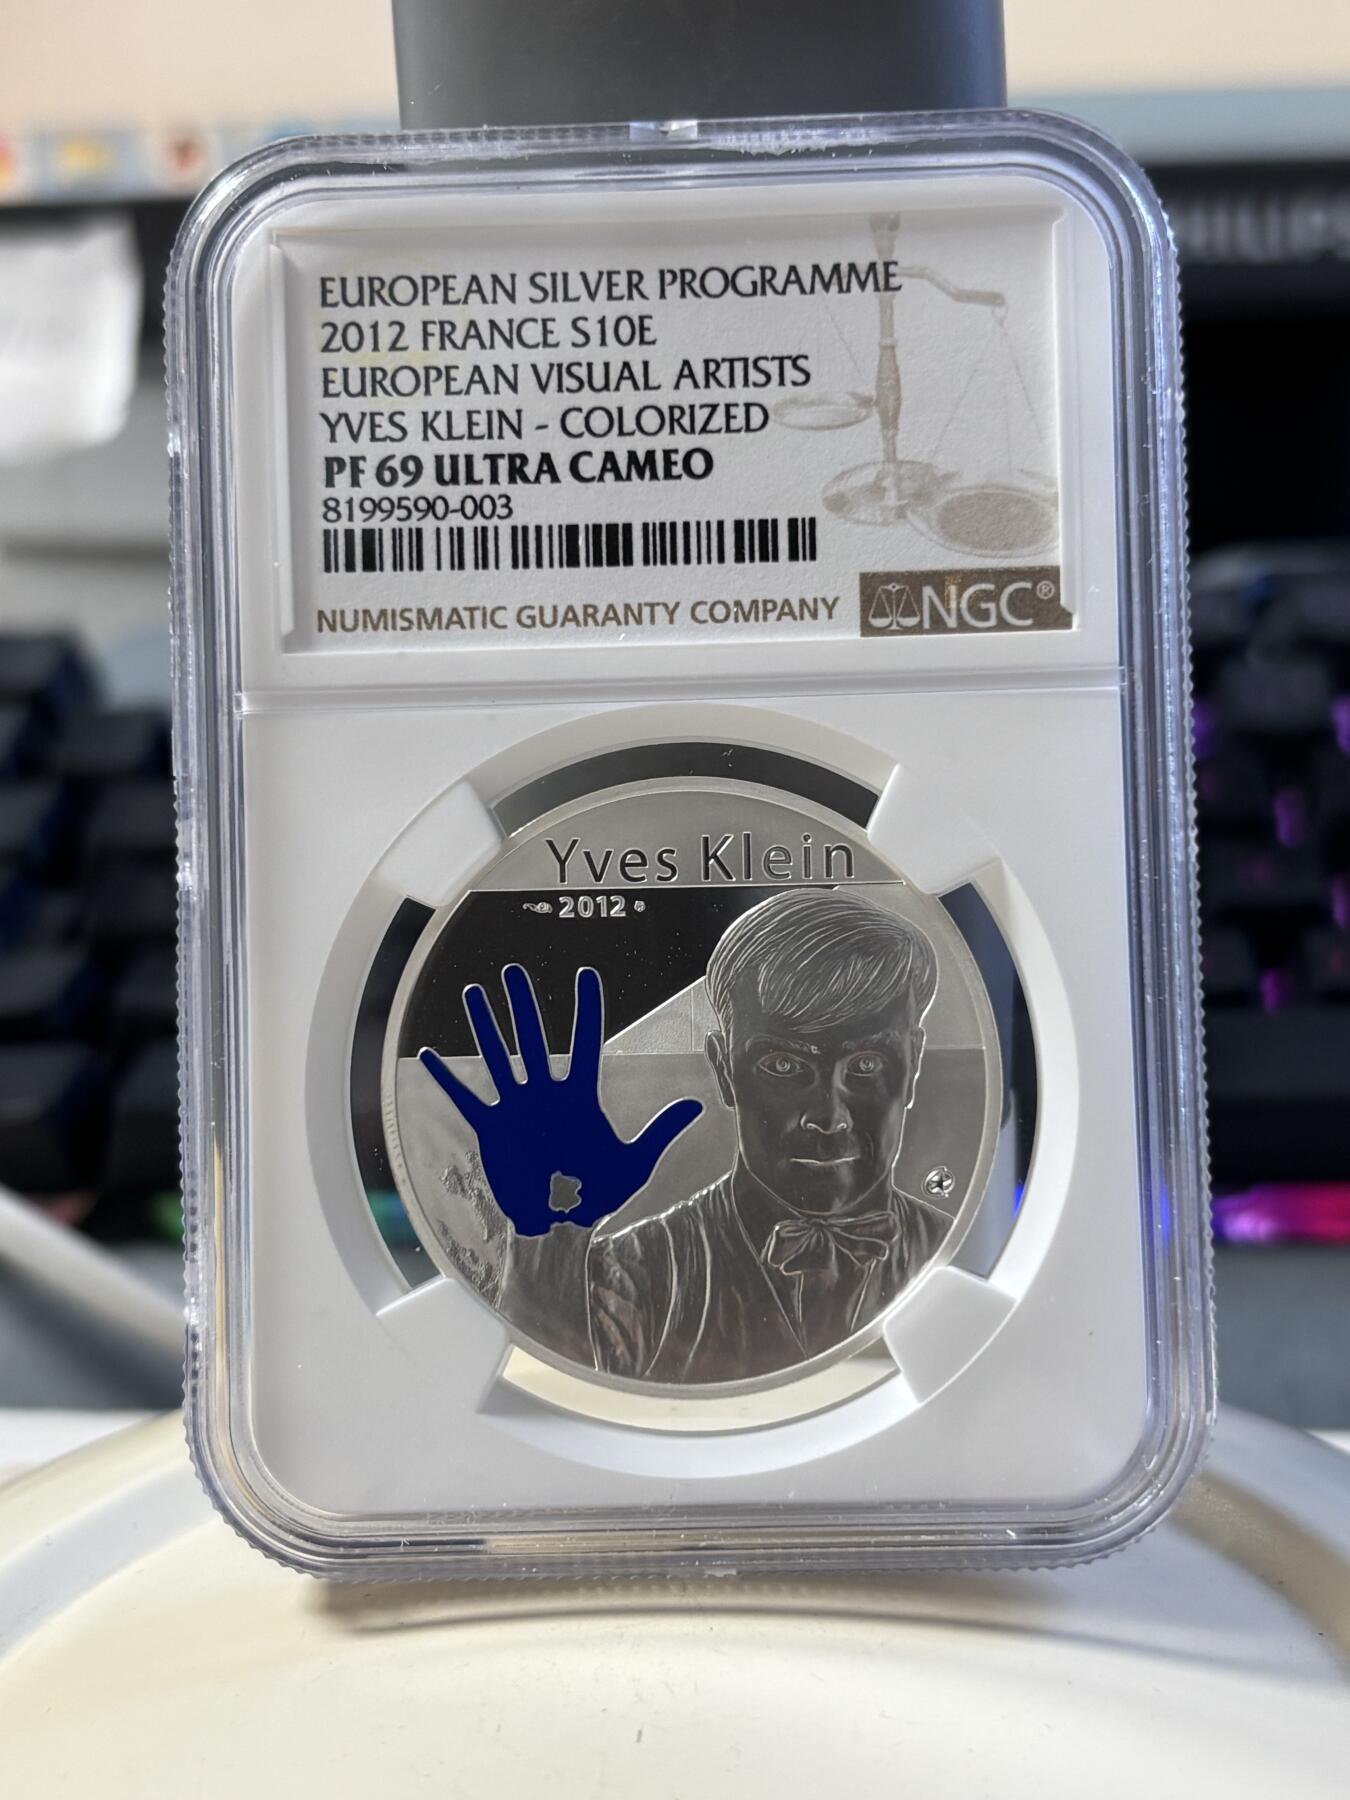 PHILIPS
EUROPEAN SILVER PROGRAMME
2012 FRANCE S10E
EUROPEAN VISUAL ARTISTS
YVES KLEIN - COLORIZED
PF 69 ULTRA CAMEO
8199590-003
NUMISMATIC GUARANTY COMPANY
NGC®
Yves Klein
2012